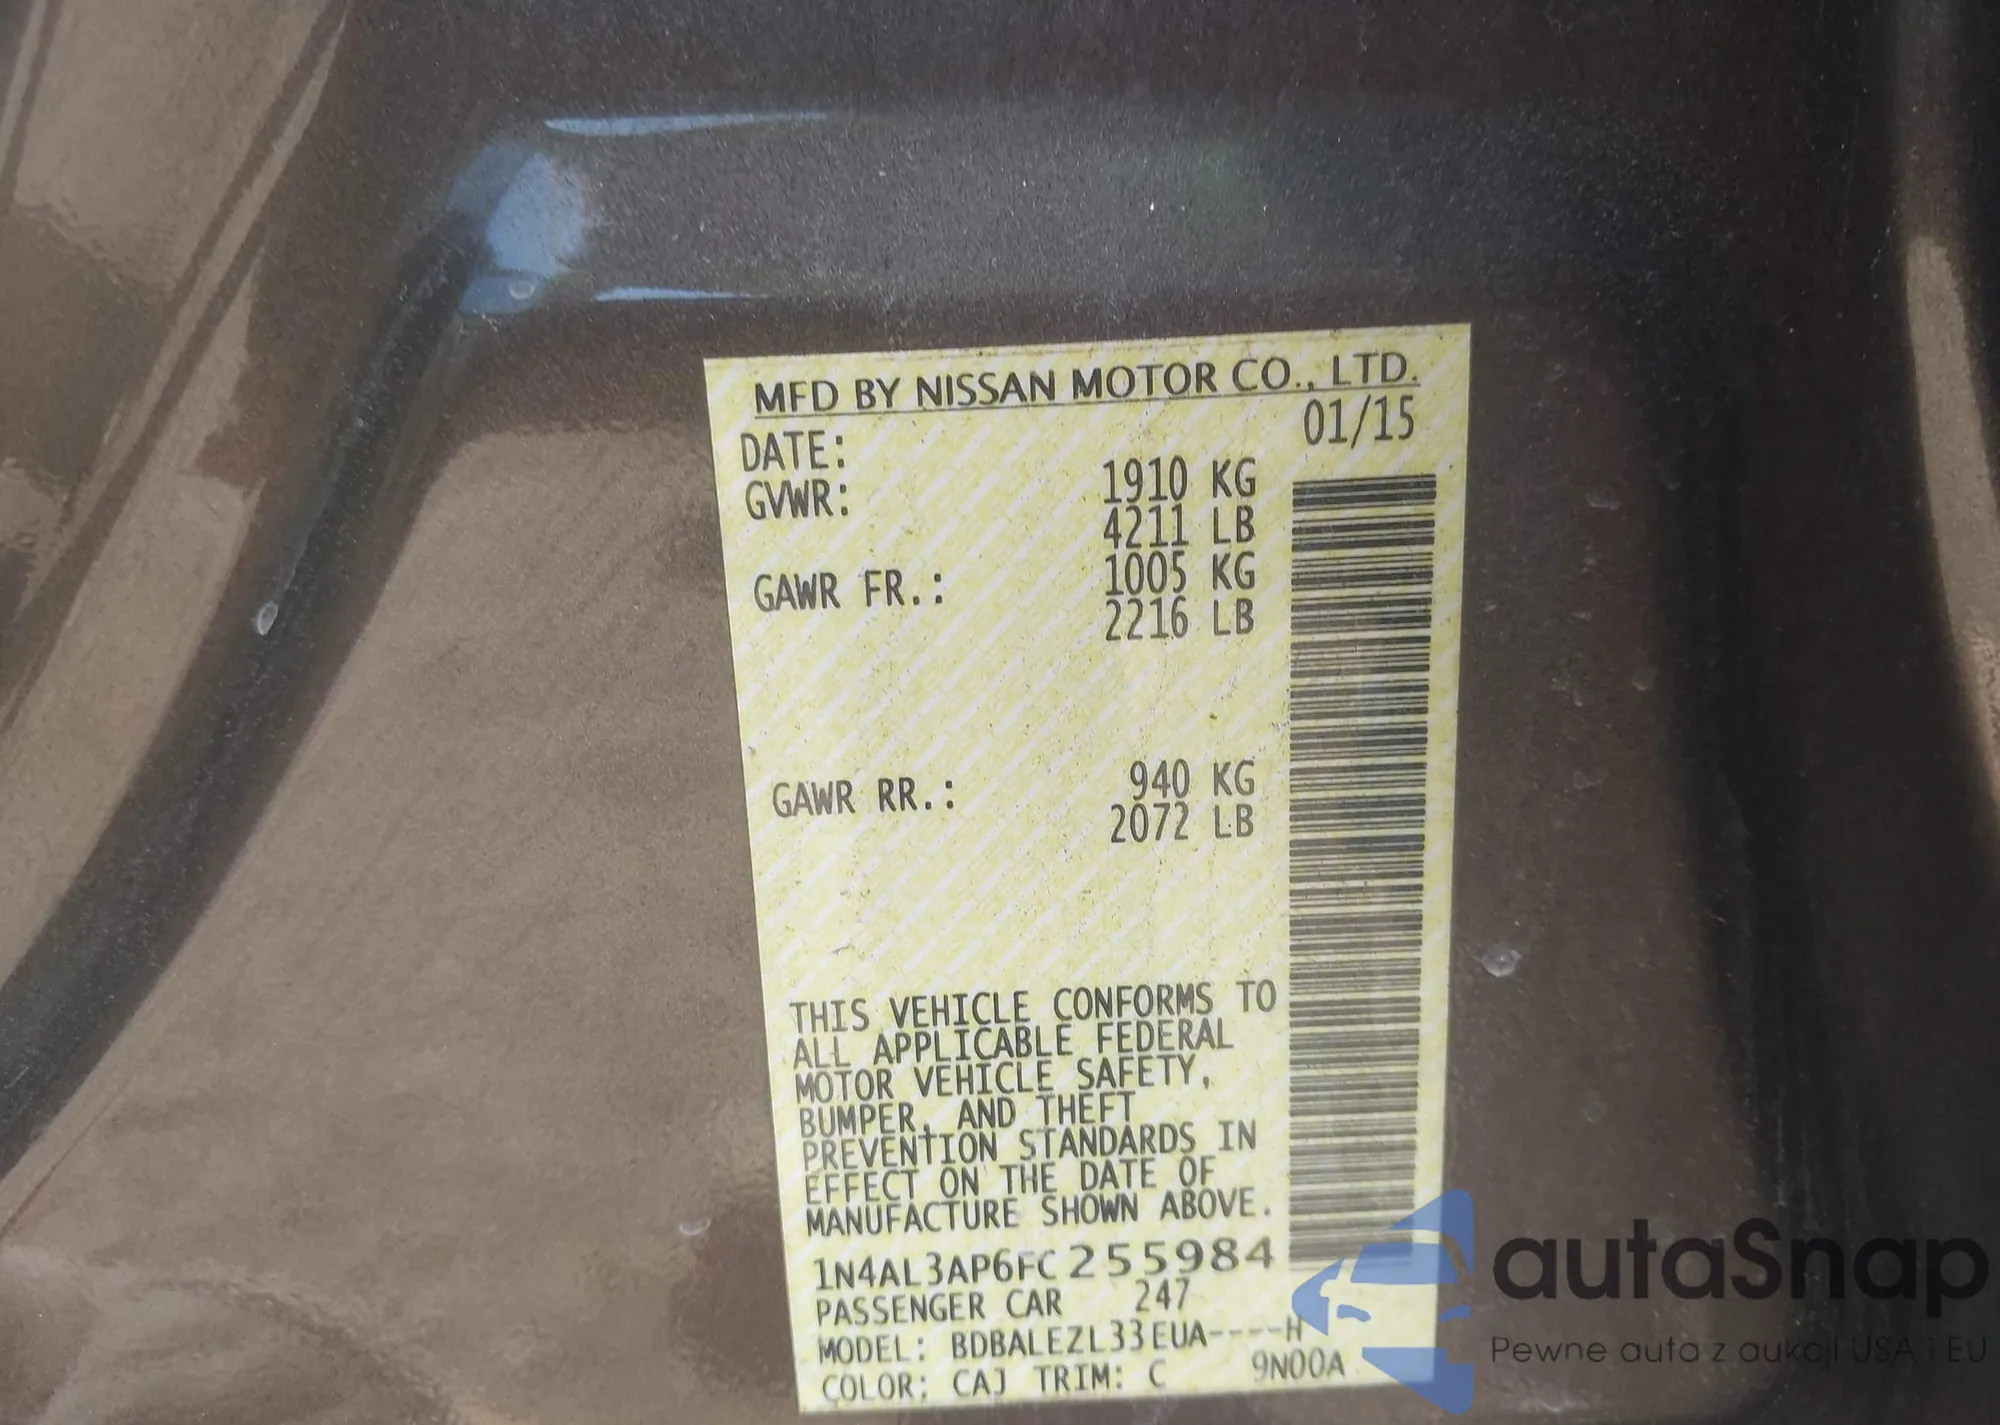 MFD BY NISSAN MOTOR CO., LTD.
DATE: 01/15
GVWR: 1910 KG
4211 LB
GAWR FR.: 1005 KG
2216 LB
GAWR RR.: 940 KG
2072 LB
THIS VEHICLE CONFORMS TO
ALL APPLICABLE FEDERAL
MOTOR VEHICLE SAFETY,
BUMPER, AND THEFT
PREVENTION STANDARDS IN
EFFECT ON THE DATE OF
MANUFACTURE SHOWN ABOVE.
1N4AL3AP6FC255984
PASSENGER CAR 247
MODEL: BDBALEZL33EUA----H
COLOR: CAJ TRIM: C 9N00A
autaSnap
Pewne auta z aukcji USA i EU